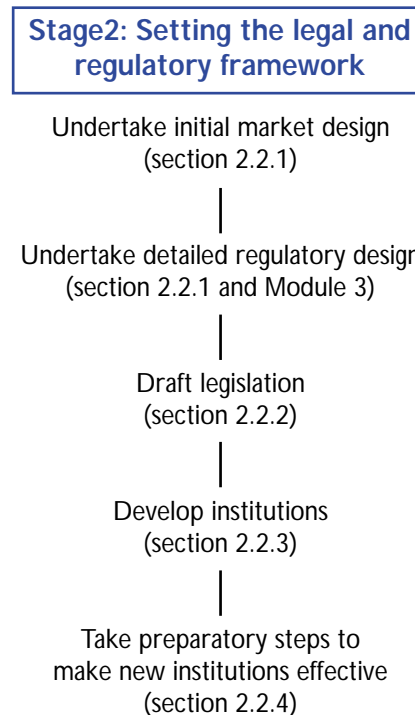 Stage2: Setting the legal and
regulatory framework
Undertake initial market design
(section 2.2.1)
Undertake detailed regulatory design
(section 2.2.1 and Module 3)
Draft legislation
(section 2.2.2)
Develop institutions
(section 2.2.3)
Take preparatory steps to
make new institutions effective
(section 2.2.4)